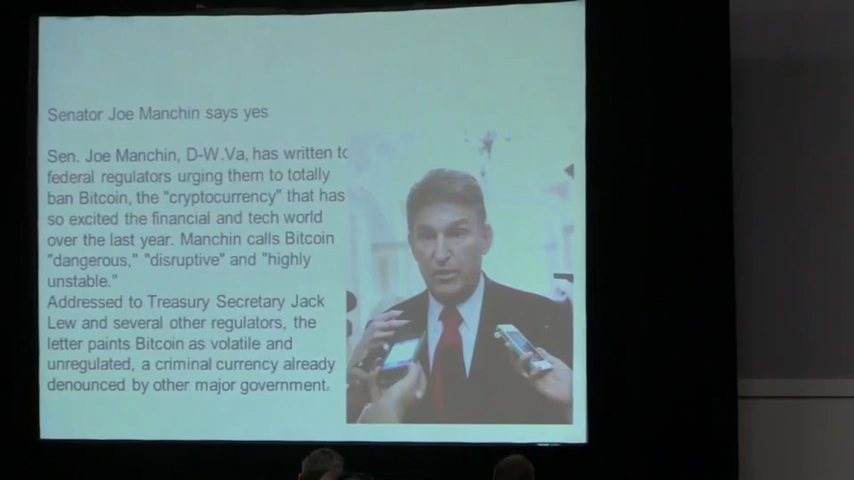 Senator Joe Manchin says yes
Sen. Joe Manchin, D-W.Va, has written to
federal regulators urging them to totally
ban Bitcoin, the "cryptocurrency" that has
so excited the financial and tech world
over the last year. Manchin calls Bitcoin
"dangerous," "disruptive" and "highly
unstable."
Addressed to Treasury Secretary Jack
Lew and several other regulators, the
letter paints Bitcoin as volatile and
unregulated, a criminal currency already
denounced by other major government.